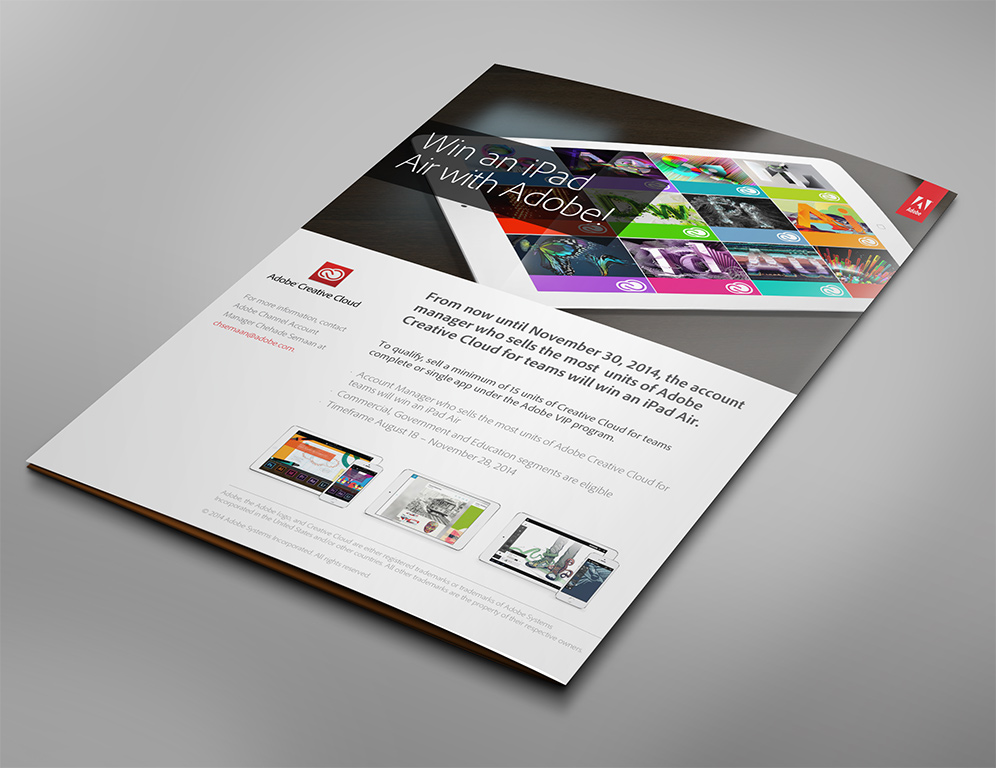 Win an iPad
Air with Adobe!
Adobe
Adobe Creative Cloud
For more information, contact
Adobe Channel Account
Manager Chehade Semaan at
chsemaan@adobe.com
From now until November 30, 2014, the account
manager who sells the most units of Adobe
Creative Cloud for teams will win an iPad Air.
To qualify, sell a minimum of 15 units of Creative Cloud for teams
complete or single app under the Adobe VIP program.
· Account Manager who sells the most units of Adobe Creative Cloud for
teams will win an iPad Air
· Commercial, Government and Education segments are eligible
· Timeframe August 18 – November 28, 2014
Adobe, the Adobe logo, and Creative Cloud are either registered trademarks or trademarks of Adobe Systems
Incorporated in the United States and/or other countries. All other trademarks are the property of their respective owners.
© 2014 Adobe Systems Incorporated. All rights reserved
Dw
Ai
Id
Au